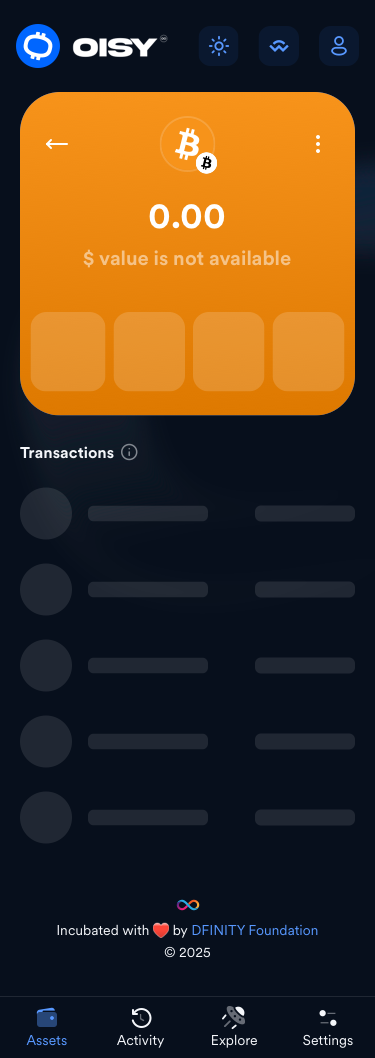 OISY
0.00
$ value is not available
Transactions
Incubated with ❤️ by DFINITY Foundation
© 2025
Assets
Activity
Explore
Settings